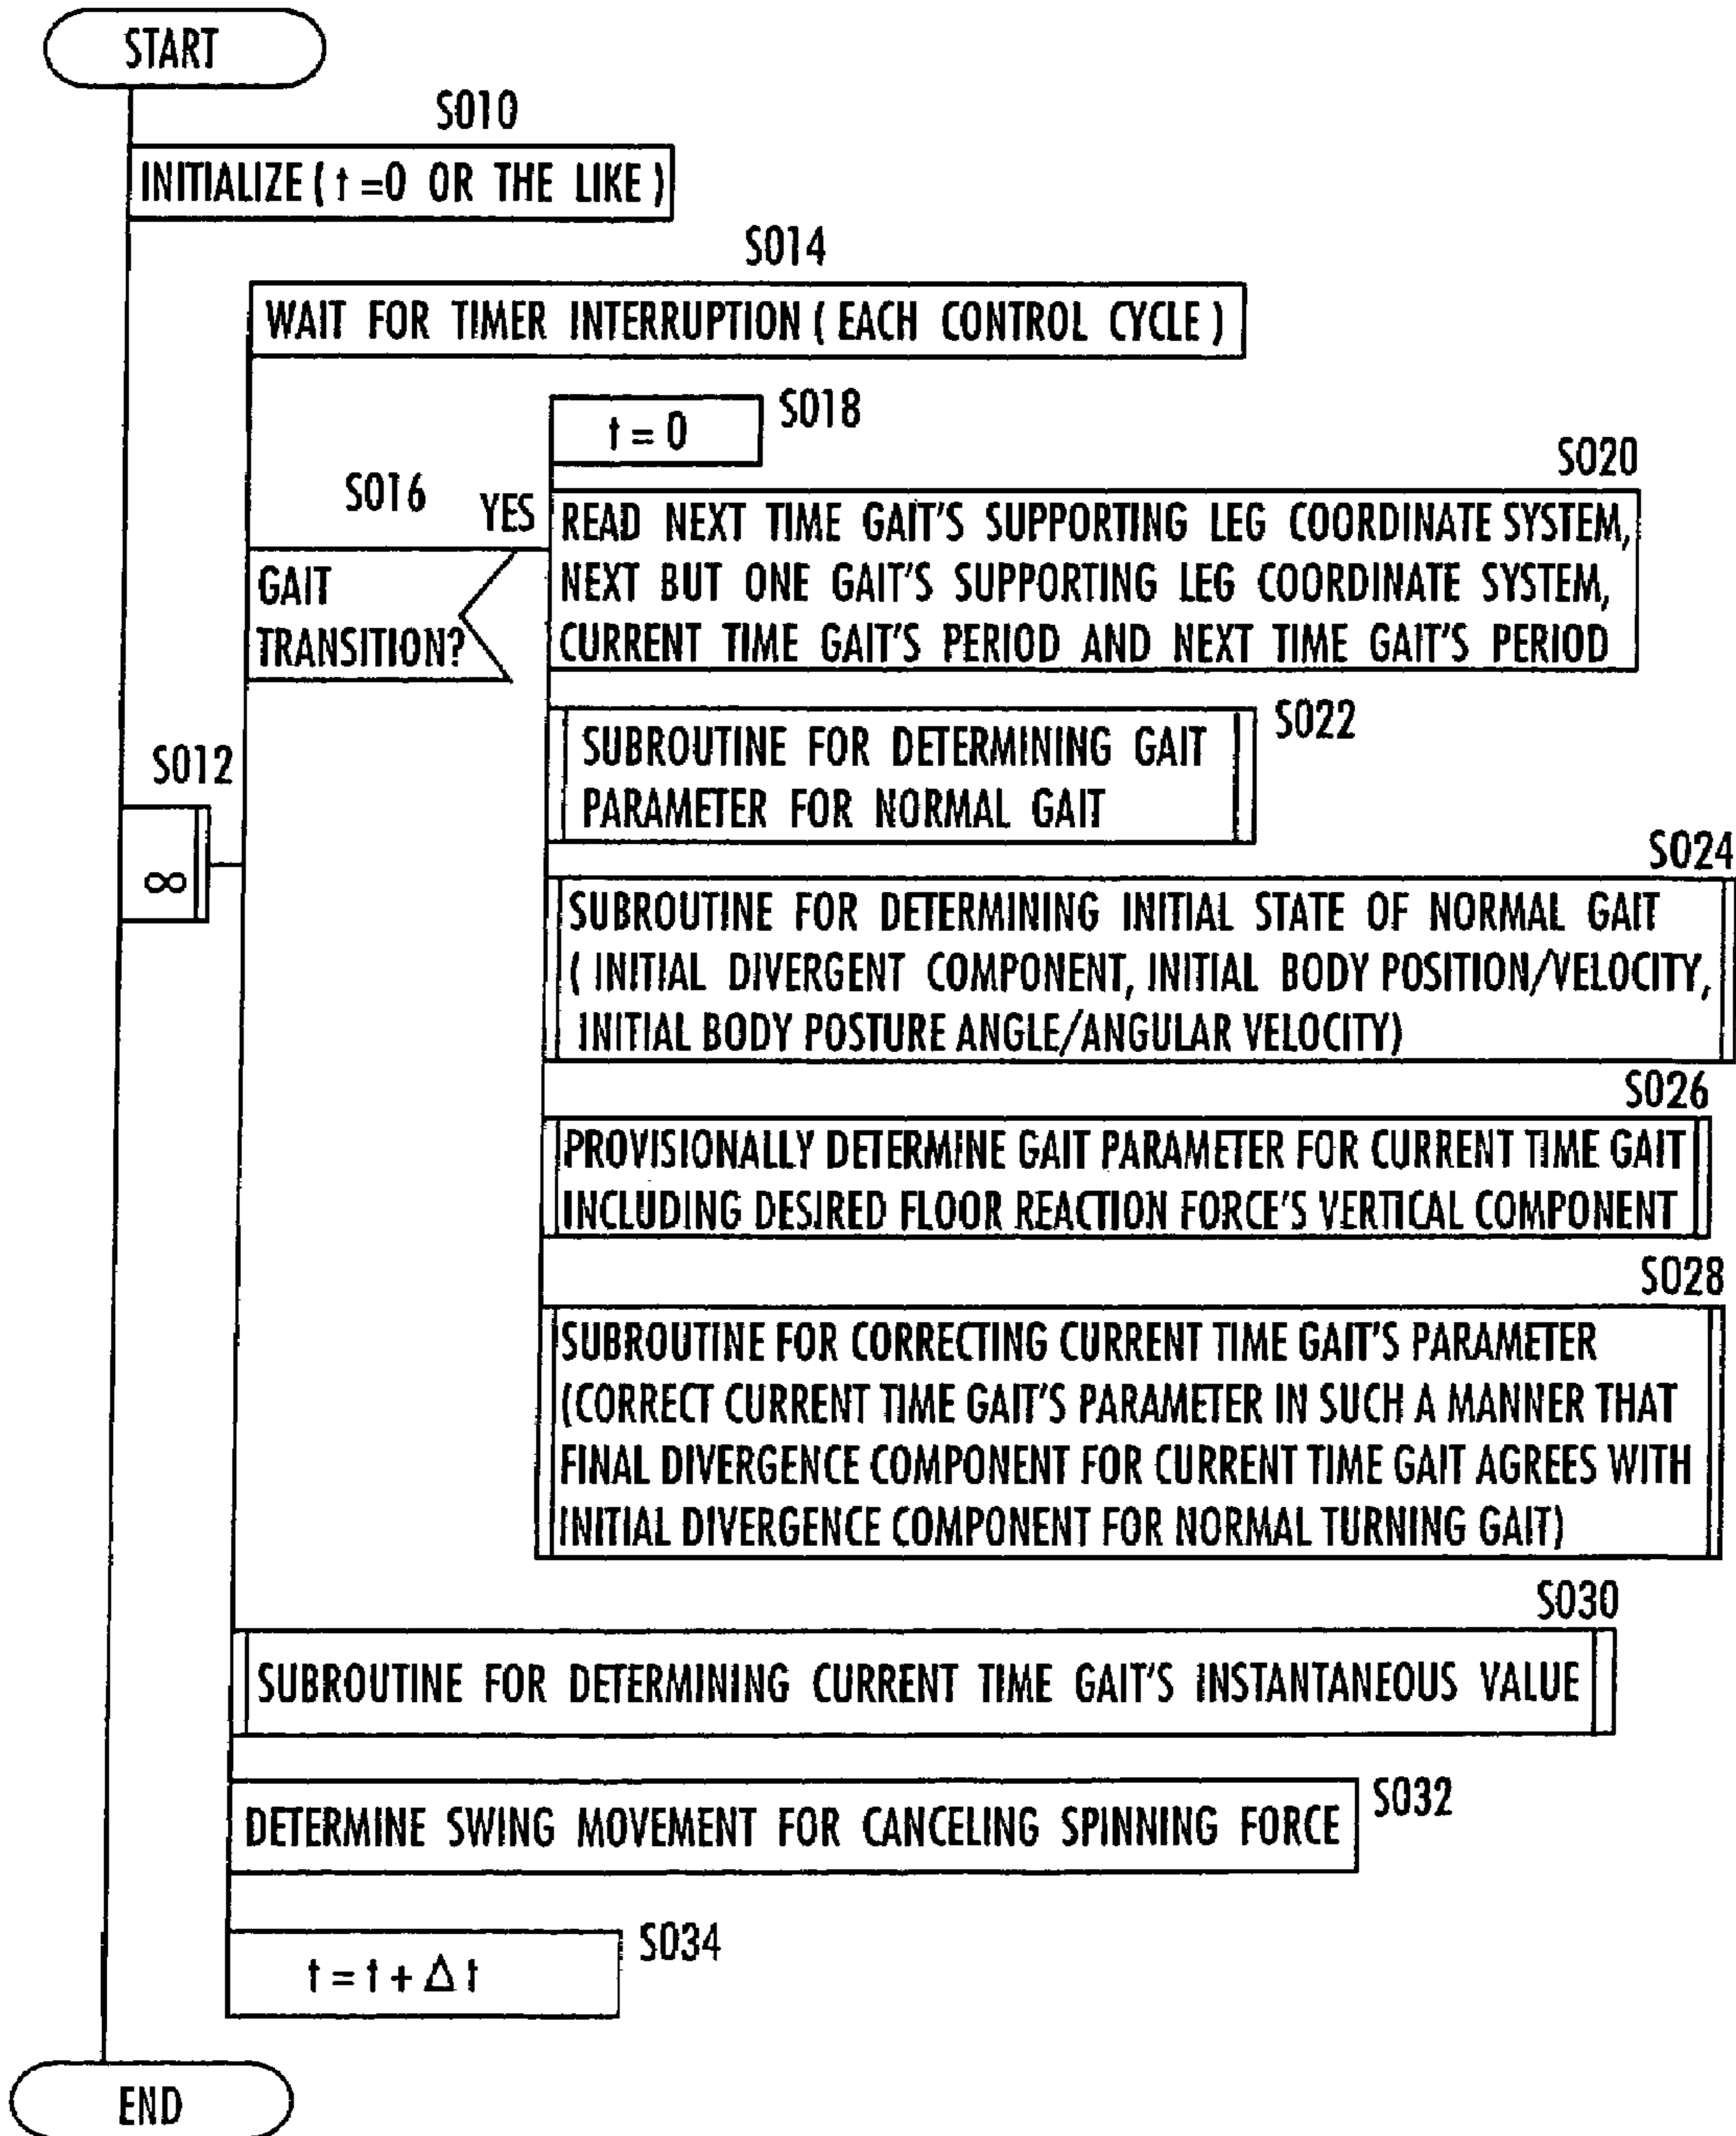 START
S010
INITIALIZE ( t =0 OR THE LIKE )
S014
WAIT FOR TIMER INTERRUPTION ( EACH CONTROL CYCLE )
t = 0
S018
S016
YES
GAIT
TRANSITION?
S020
READ NEXT TIME GAIT'S SUPPORTING LEG COORDINATE SYSTEM,
NEXT BUT ONE GAIT'S SUPPORTING LEG COORDINATE SYSTEM,
CURRENT TIME GAIT'S PERIOD AND NEXT TIME GAIT'S PERIOD
S012
∞
SUBROUTINE FOR DETERMINING GAIT
PARAMETER FOR NORMAL GAIT
S022
S024
SUBROUTINE FOR DETERMINING INITIAL STATE OF NORMAL GAIT
( INITIAL DIVERGENT COMPONENT, INITIAL BODY POSITION/VELOCITY,
INITIAL BODY POSTURE ANGLE/ANGULAR VELOCITY)
S026
PROVISIONALLY DETERMINE GAIT PARAMETER FOR CURRENT TIME GAIT
INCLUDING DESIRED FLOOR REACTION FORCE'S VERTICAL COMPONENT
S028
SUBROUTINE FOR CORRECTING CURRENT TIME GAIT'S PARAMETER
(CORRECT CURRENT TIME GAIT'S PARAMETER IN SUCH A MANNER THAT
FINAL DIVERGENCE COMPONENT FOR CURRENT TIME GAIT AGREES WITH
INITIAL DIVERGENCE COMPONENT FOR NORMAL TURNING GAIT)
S030
SUBROUTINE FOR DETERMINING CURRENT TIME GAIT'S INSTANTANEOUS VALUE
DETERMINE SWING MOVEMENT FOR CANCELING SPINNING FORCE
S032
t = t + Δ t
S034
END